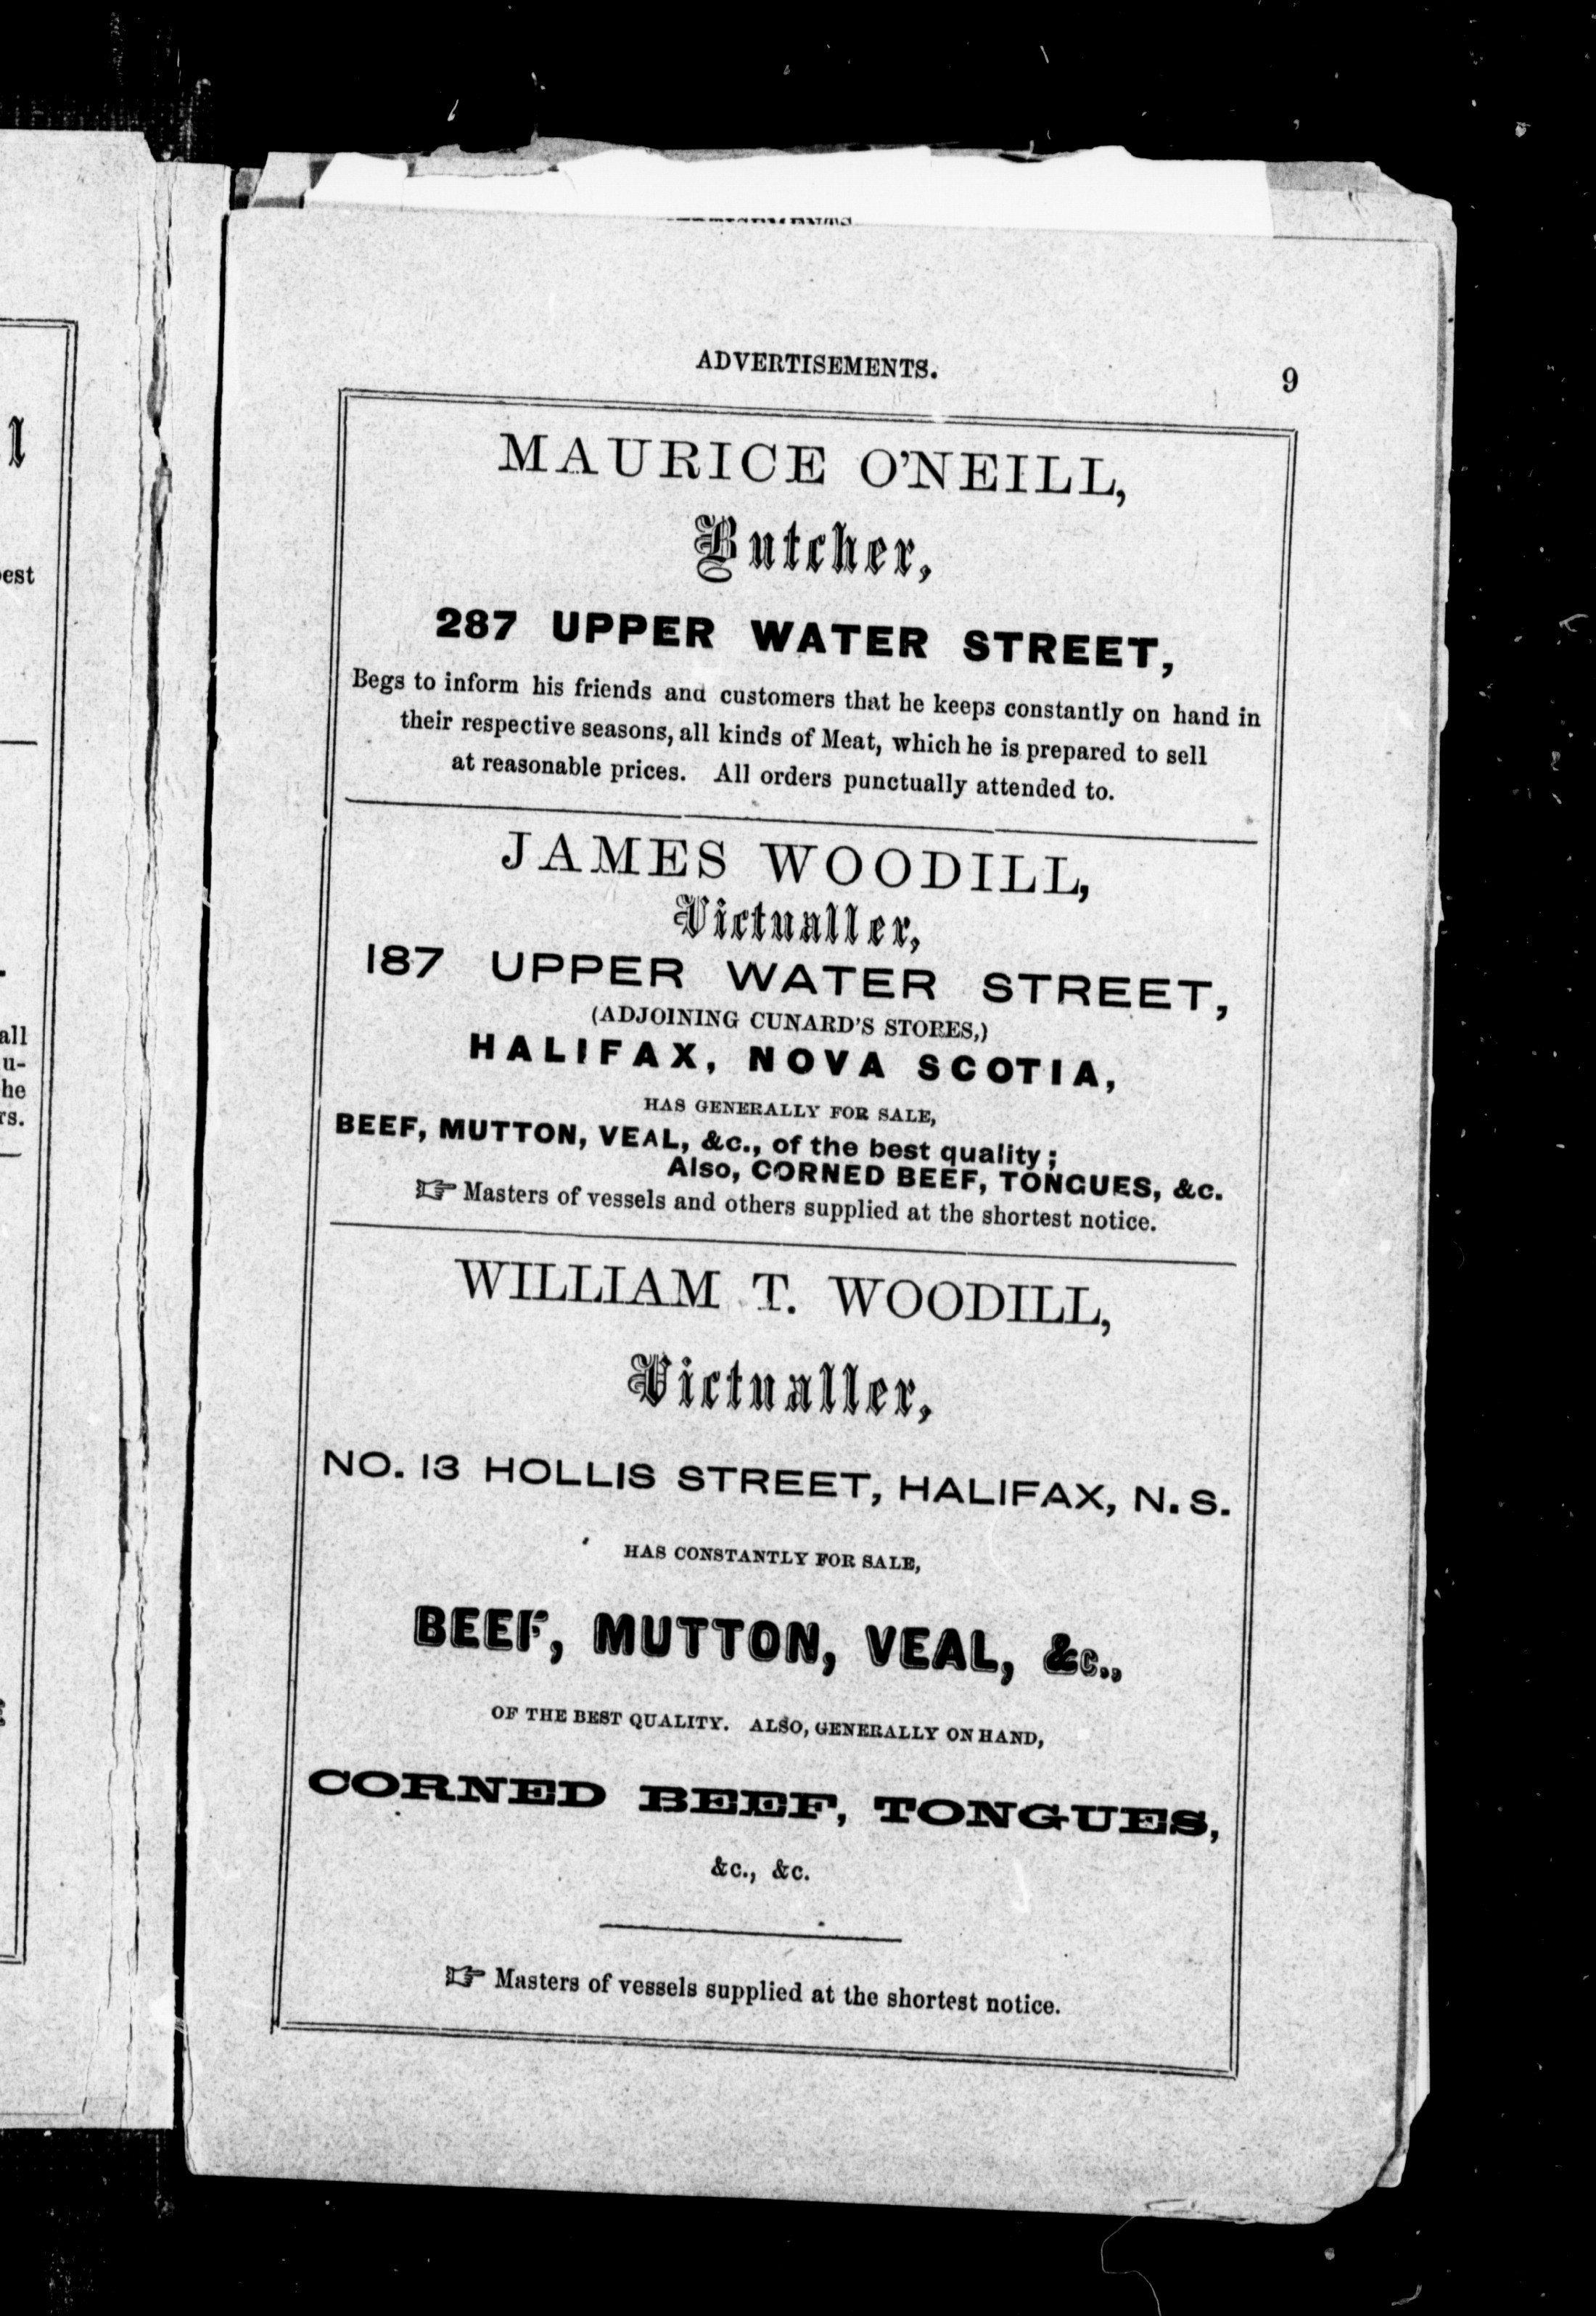 ADVERTISEMENTS.
9
MAURICE O'NEILL,
Butcher,
287 UPPER WATER STREET,
Begs to inform his friends and customers that he keeps constantly on hand in
their respective seasons, all kinds of Meat, which he is prepared to sell
at reasonable prices. All orders punctually attended to.
JAMES WOODILL,
Victualler,
187 UPPER WATER STREET,
(ADJOINING CUNARD'S STORES,)
HALIFAX, NOVA SCOTIA,
HAS GENERALLY FOR SALE,
BEEF, MUTTON, VEAL, &c., of the best quality;
Also, CORNED BEEF, TONGUES, &c.
☞ Masters of vessels and others supplied at the shortest notice.
WILLIAM T. WOODILL,
Victualler,
NO. 13 HOLLIS STREET, HALIFAX, N.S.
HAS CONSTANTLY FOR SALE,
BEEF, MUTTON, VEAL, &c.,
OF THE BEST QUALITY. ALSO, GENERALLY ON HAND,
CORNED BEEF, TONGUES,
&c., &c.
☞ Masters of vessels supplied at the shortest notice.